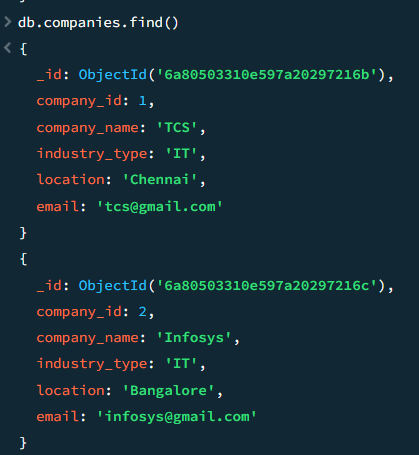 db.companies.find()
{
_id: ObjectId('6a80503310e597a20297216b'),
company_id: 1,
company_name: 'TCS',
industry_type: 'IT',
location: 'Chennai',
email: 'tcs@gmail.com'
}
{
_id: ObjectId('6a80503310e597a20297216c'),
company_id: 2,
company_name: 'Infosys',
industry_type: 'IT',
location: 'Bangalore',
email: 'infosys@gmail.com'
}